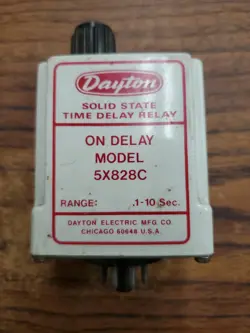 Dayton
SOLID STATE
TIME DELAY RELAY
ON DELAY
MODEL
5X828C
RANGE: .1-10 Sec.
DAYTON ELECTRIC MFG. CO.
CHICAGO 60648 U.S.A.